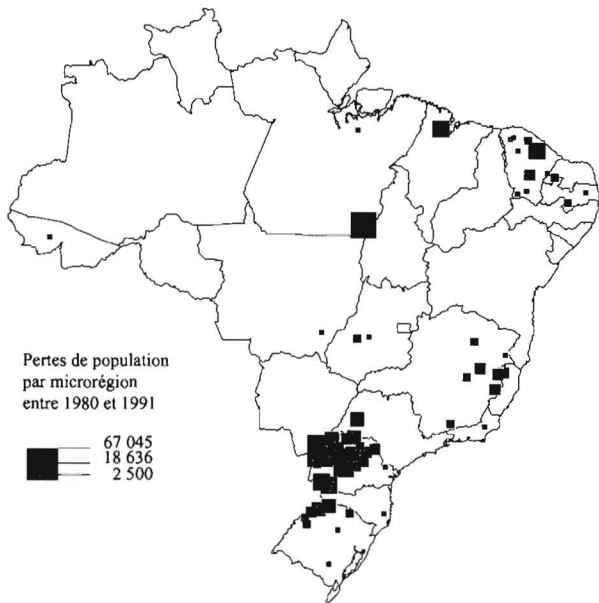 Pertes de population
par microrégion
entre 1980 et 1991
67 045
18 636
2 500